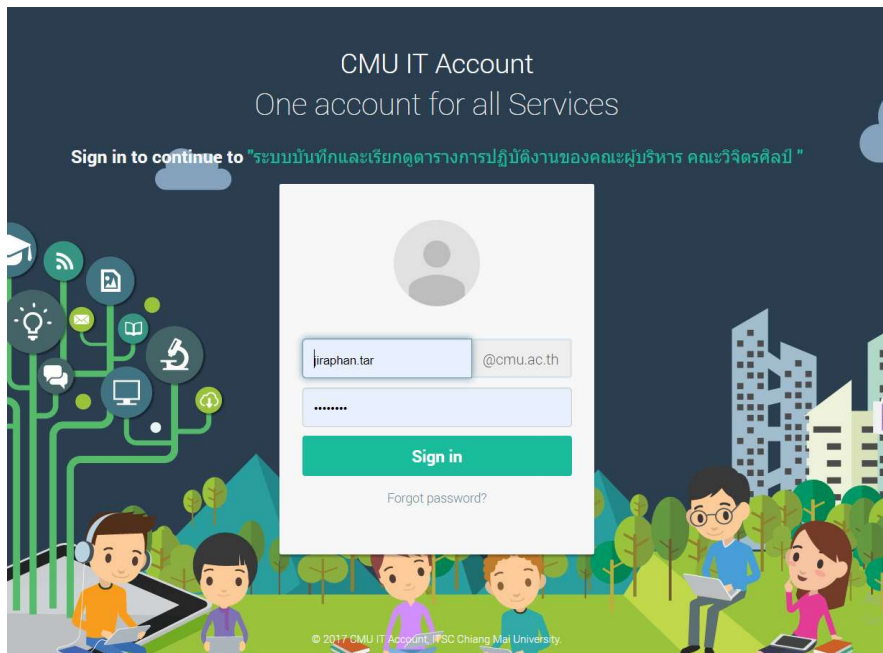 CMU IT Account
One account for all Services
Sign in to continue to "ระบบบันทึกและเรียกดูตารางการปฏิบัติงานของคณะผู้บริหาร คณะวิจิตรศิลป์ "
jiraphan.tar @cmu.ac.th
••••••••
Sign in
Forgot password?
© 2017 CMU IT Account, ITSC Chiang Mai University.